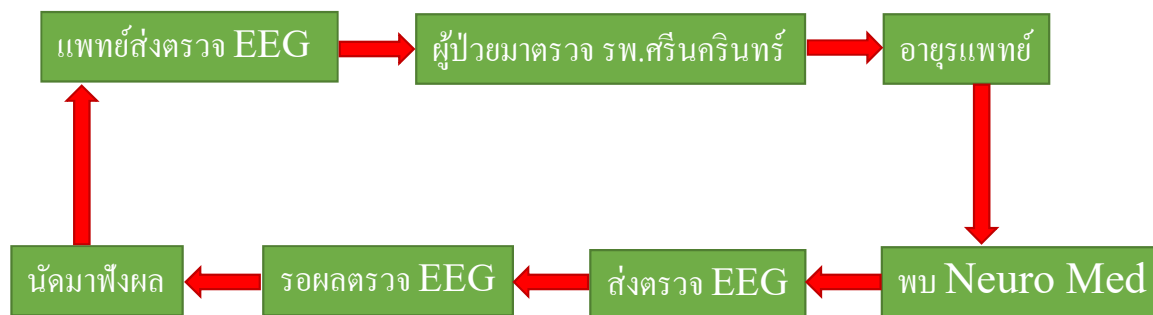 แพทย์ส่งตรวจ EEG
ผู้ป่วยมาตรวจ รพ.ศรีนครินทร์
อายุรแพทย์
พบ Neuro Med
ส่งตรวจ EEG
รอผลตรวจ EEG
นัดมาฟังผล